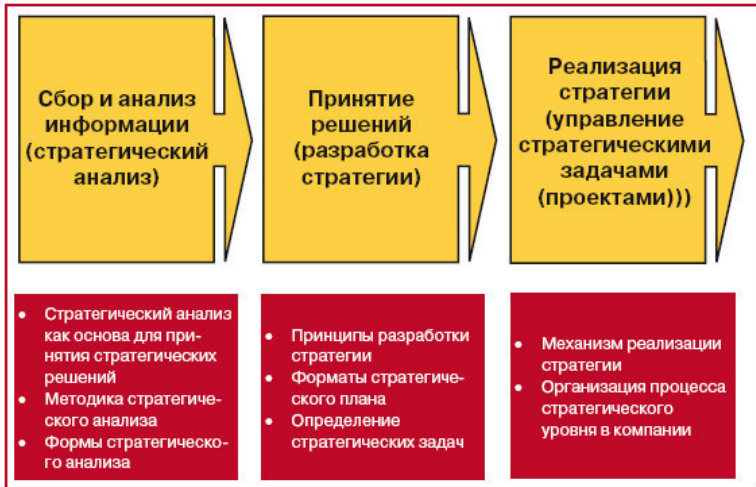 Сбор и анализ
информации
(стратегический
анализ)
Принятие
решений
(разработка
стратегии)
Реализация
стратегии
(управление
стратегическими
задачами
(проектами)))
• Стратегический анализ
как основа для при-
нятия стратегических
решений
• Методика стратегиче-
ского анализа
• Формы стратегическо-
го анализа
• Принципы разработки
стратегии
• Форматы стратегиче-
ского плана
• Определение
стратегических задач
• Механизм реализации
стратегии
• Организация процесса
стратегического
уровня в компании